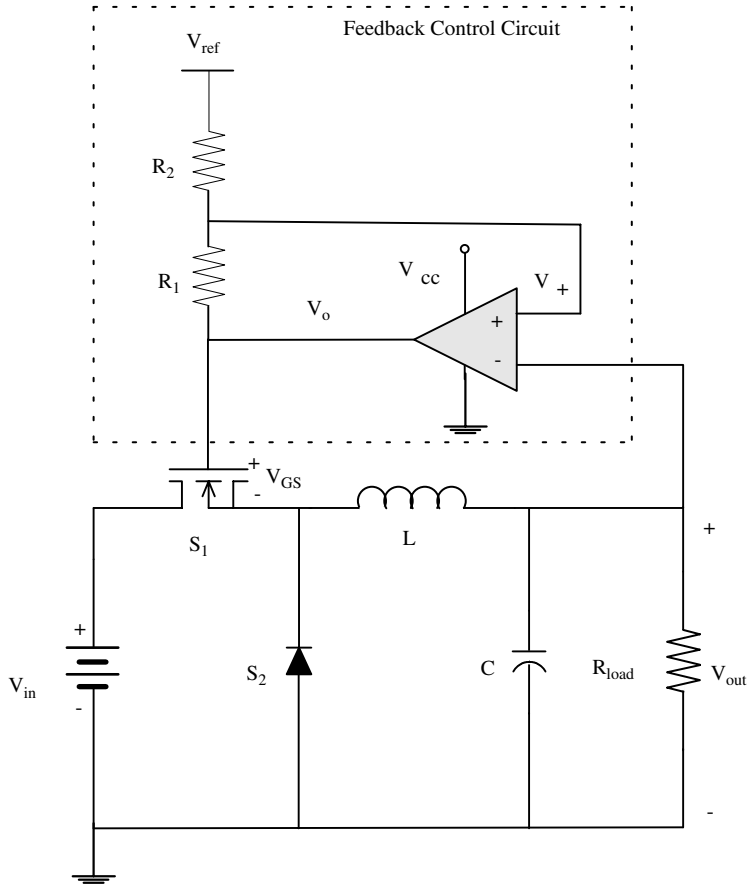 Feedback Control Circuit
V_ref
R_2
R_1
V_o
V_cc
V_+
+
-
+
V_GS
-
S_1
L
+
+
V_in
-
S_2
C
R_load
V_out
-